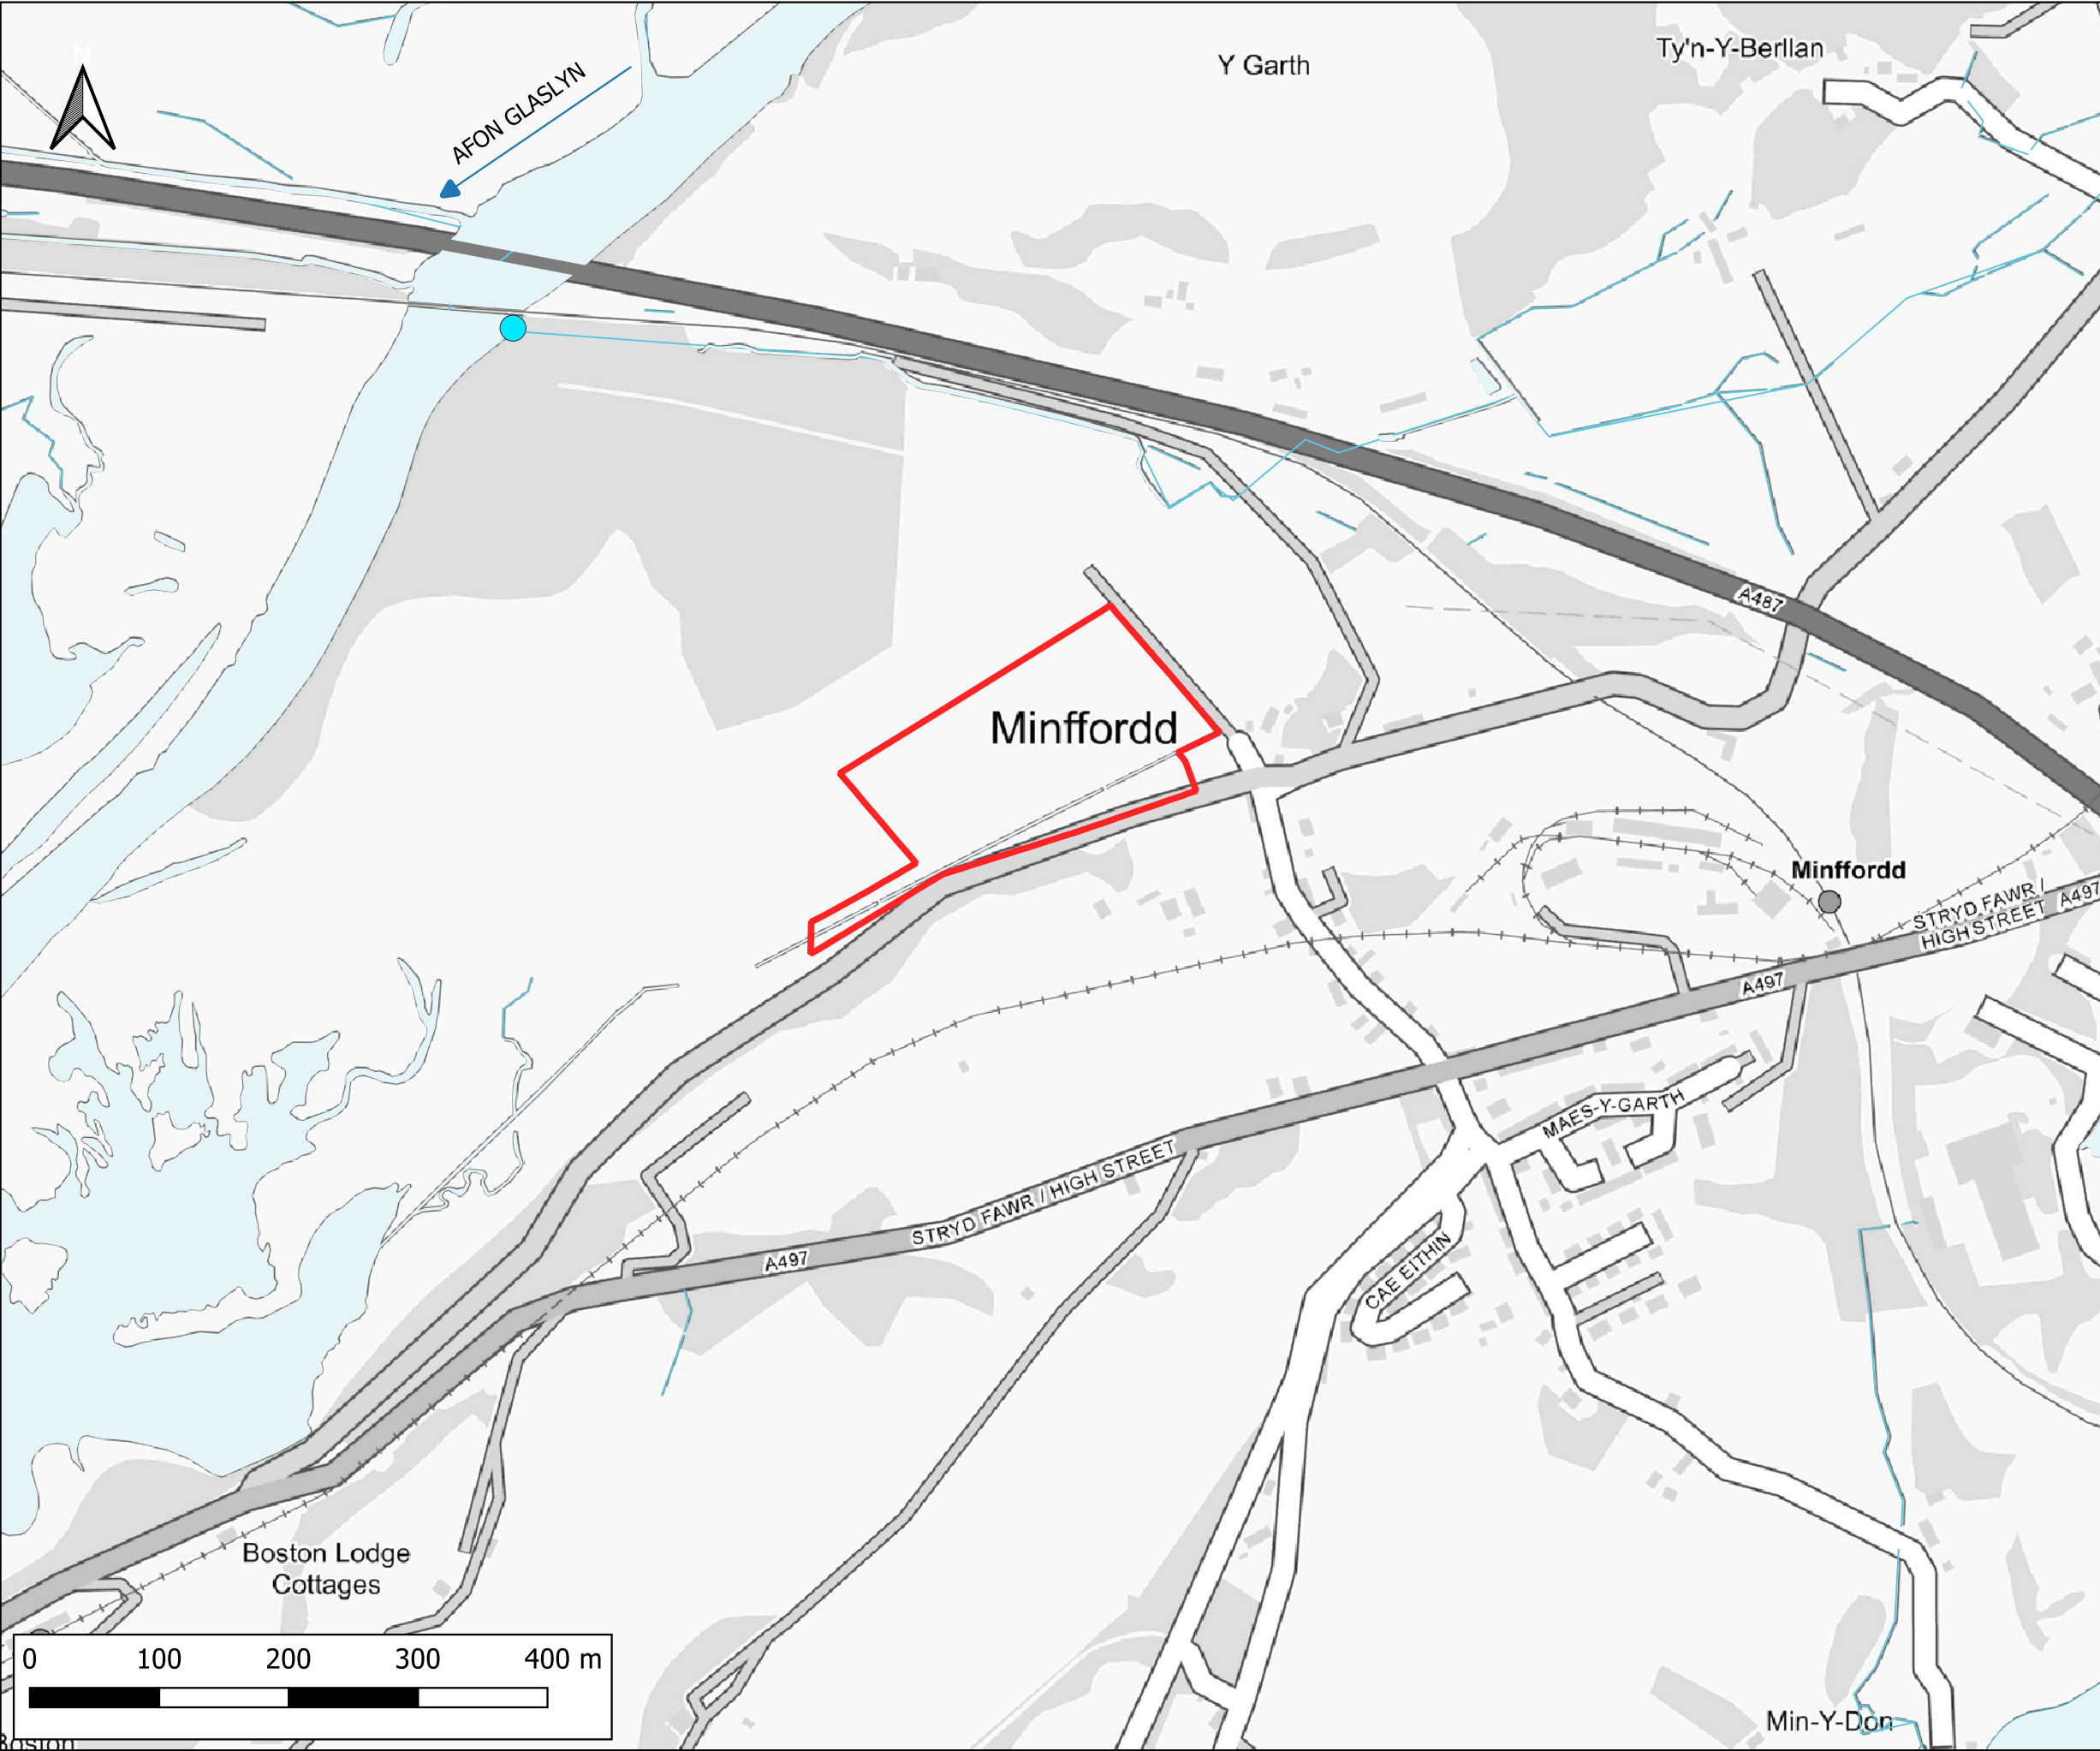 N
Y Garth
Ty'n-Y-Berllan
AFON GLASLYN
A487
Minffordd
Minffordd
STRYD FAWR /
HIGH STREET A497
A497
MAES-Y-GARTH
STRYD FAWR / HIGH STREET
A497
CAE EITHIN
Boston Lodge
Cottages
0 100 200 300 400 m
Min-Y-Don
Boston